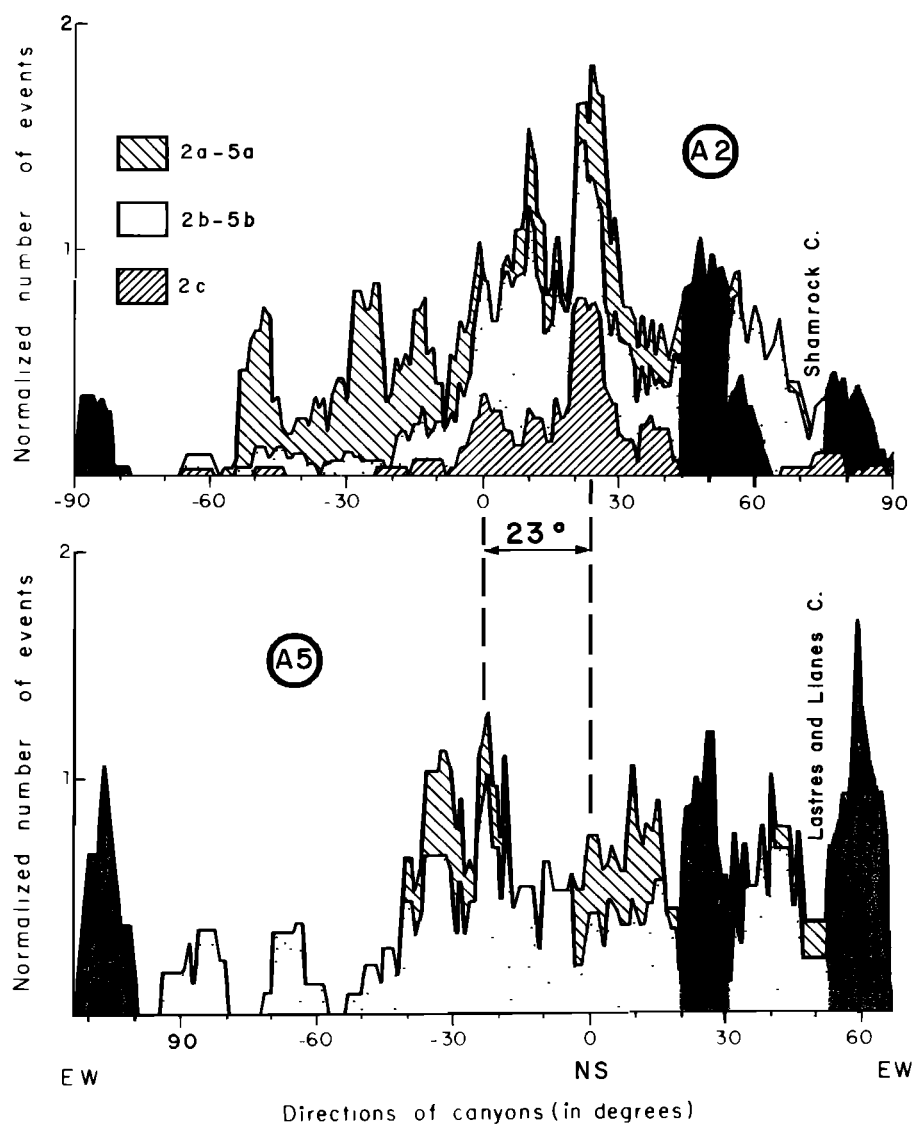 2
Normalized number of events
2a-5a
2b-5b
2c
A2
1
Shamrock C.
-90
-60
-30
0
30
60
90
23°
2
Normalized number of events
A5
1
Lastres and Llanes C.
90
-60
-30
0
30
60
EW
NS
EW
Directions of canyons (in degrees)